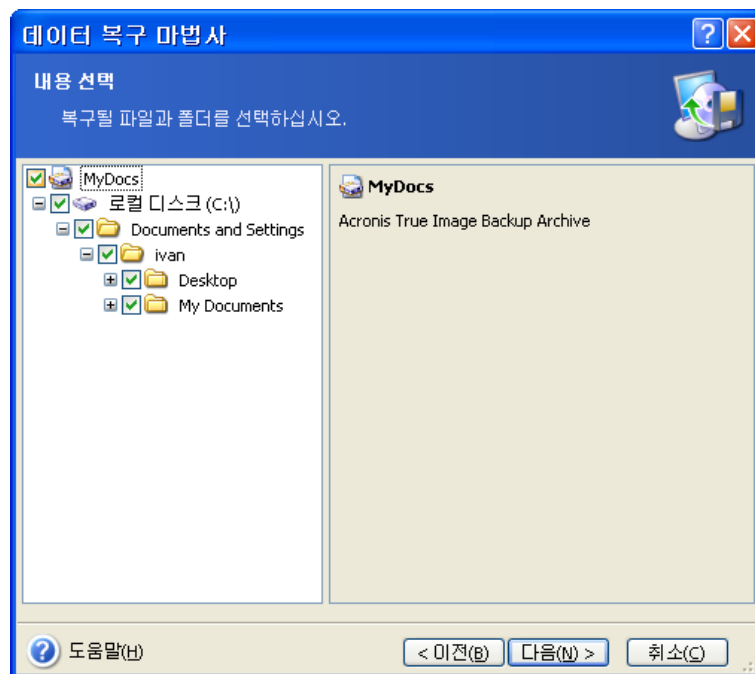 데이터 복구 마법사
내용 선택
복구될 파일과 폴더를 선택하십시오.
MyDocs
로컬 디스크 (C:\)
Documents and Settings
ivan
Desktop
My Documents
MyDocs
Acronis True Image Backup Archive
도움말(H)
< 이전(B)
다음(N) >
취소(C)